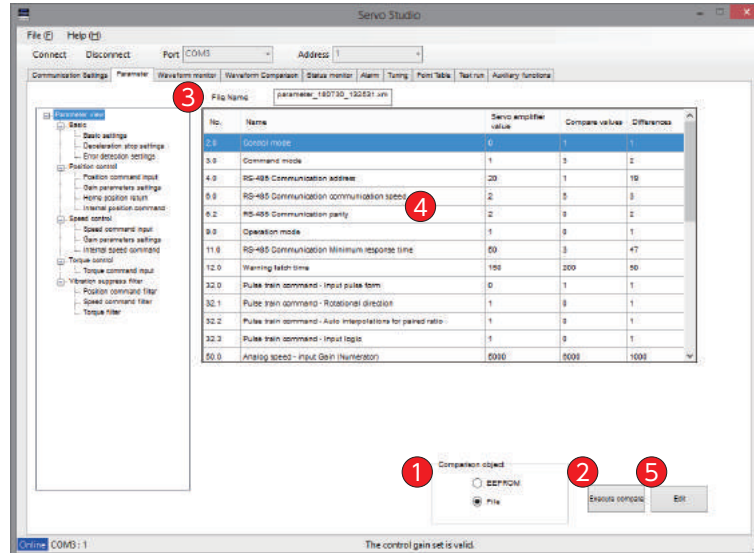 Servo Studio
File (F) Help (H)
Connect Disconnect Port COM3 Address 1
Communication Settings Parameter Waveform monitor Waveform Comparison Status monitor Alarm Tuning Point Table Test run Auxiliary functions
3 File Name parameter_180730_132631.xm
Parameter view
Basic
Basic settings
Deceleration stop settings
Error detection settings
Position control
Position command input
Gain parameters settings
Home position return
Internal position command
Speed control
Speed command input
Gain parameters settings
Internal speed command
Torque control
Torque command input
Vibration suppress filter
Position command filter
Speed command filter
Torque filter
No. Name Servo amplifier value Compare values Differences
2.0 Control mode 0 1 1
3.0 Command mode 1 3 2
4.0 RS-485 Communication address 20 1 19
6.0 RS-485 Communication communication speed 2 5 3
4
6.2 RS-485 Communication parity 2 0 2
9.0 Operation mode 1 0 1
11.0 RS-485 Communication Minimum response time 50 3 47
12.0 Warning latch time 150 200 50
32.0 Pulse train command - Input pulse form 0 1 1
32.1 Pulse train command - Rotational direction 1 0 1
32.2 Pulse train command - Auto interpolations for paired ratio 1 0 1
32.3 Pulse train command - Input logic 1 0 1
50.0 Analog speed - Input Gain (Numerator) 5000 6000 1000
1 Comparison object
EEPROM
File
2 Execute compare 5 Edit
Online COM3 : 1 The control gain set is valid.